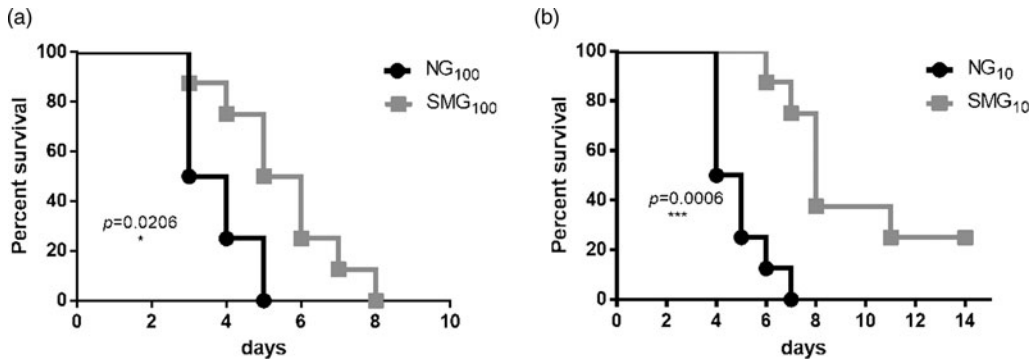 (a)
100
80
60
40
20
0
Percent survival
NG100
SMG100
p=0.0206
*
0 2 4 6 8 10
days
(b)
100
80
60
40
20
0
Percent survival
NG10
SMG10
p=0.0006
***
0 2 4 6 8 10 12 14
days